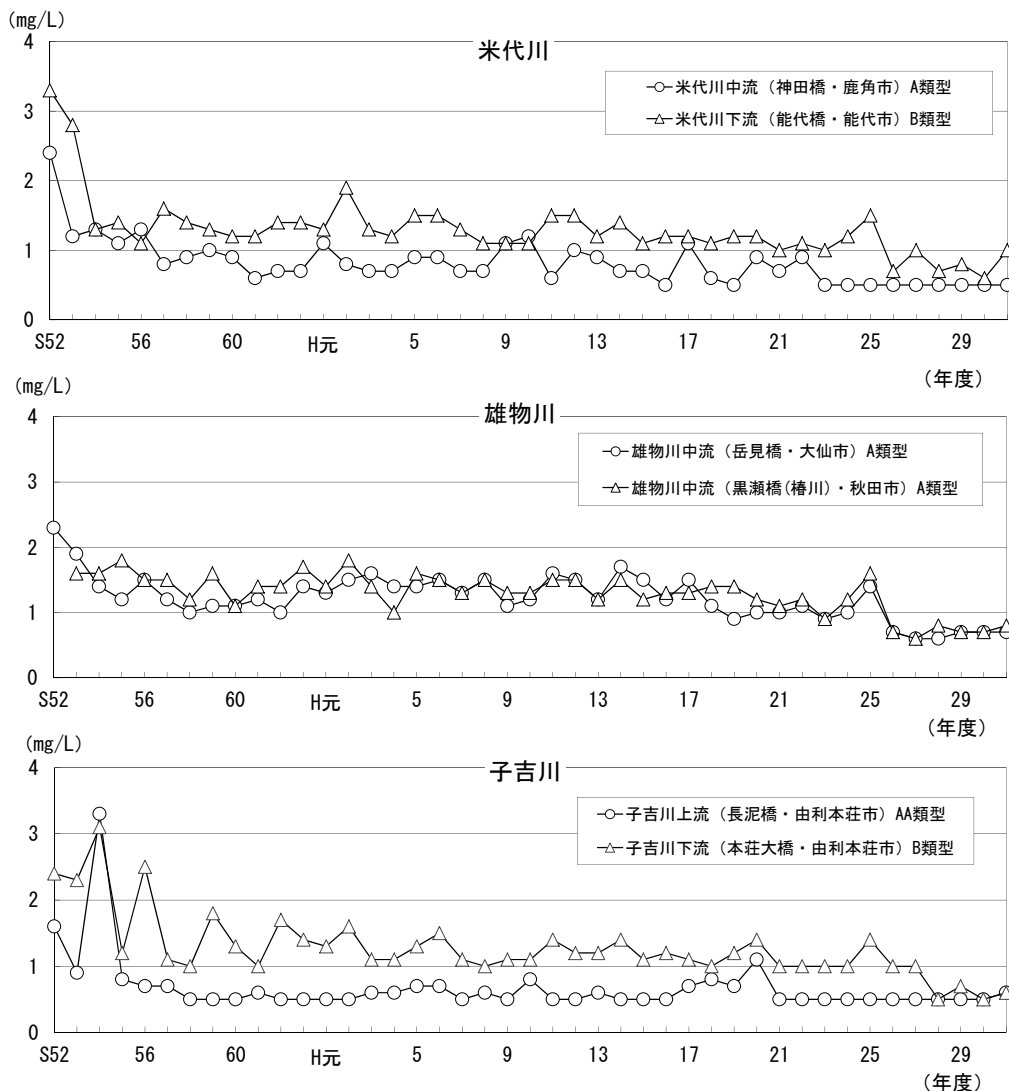 (mg/L)
米代川
4
3
2
1
0
米代川中流（神田橋・鹿角市）A類型
米代川下流（能代橋・能代市）B類型
S52 56 60 H元 5 9 13 17 21 25 29
（年度）
(mg/L)
雄物川
4
3
2
1
0
雄物川中流（岳見橋・大仙市）A類型
雄物川中流（黒瀬橋(椿川)・秋田市）A類型
S52 56 60 H元 5 9 13 17 21 25 29
（年度）
(mg/L)
子吉川
4
3
2
1
0
子吉川上流（長泥橋・由利本荘市）AA類型
子吉川下流（本荘大橋・由利本荘市）B類型
S52 56 60 H元 5 9 13 17 21 25 29
（年度）